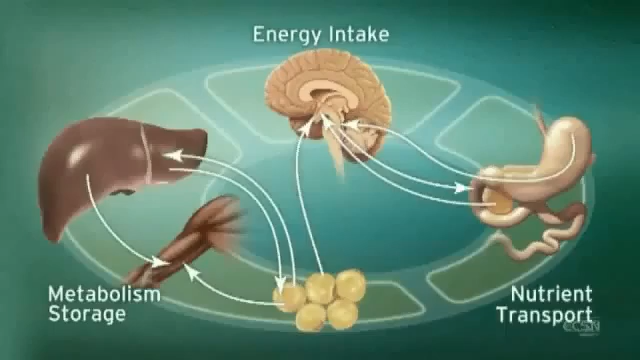 Energy Intake
Metabolism
Storage
Nutrient
Transport